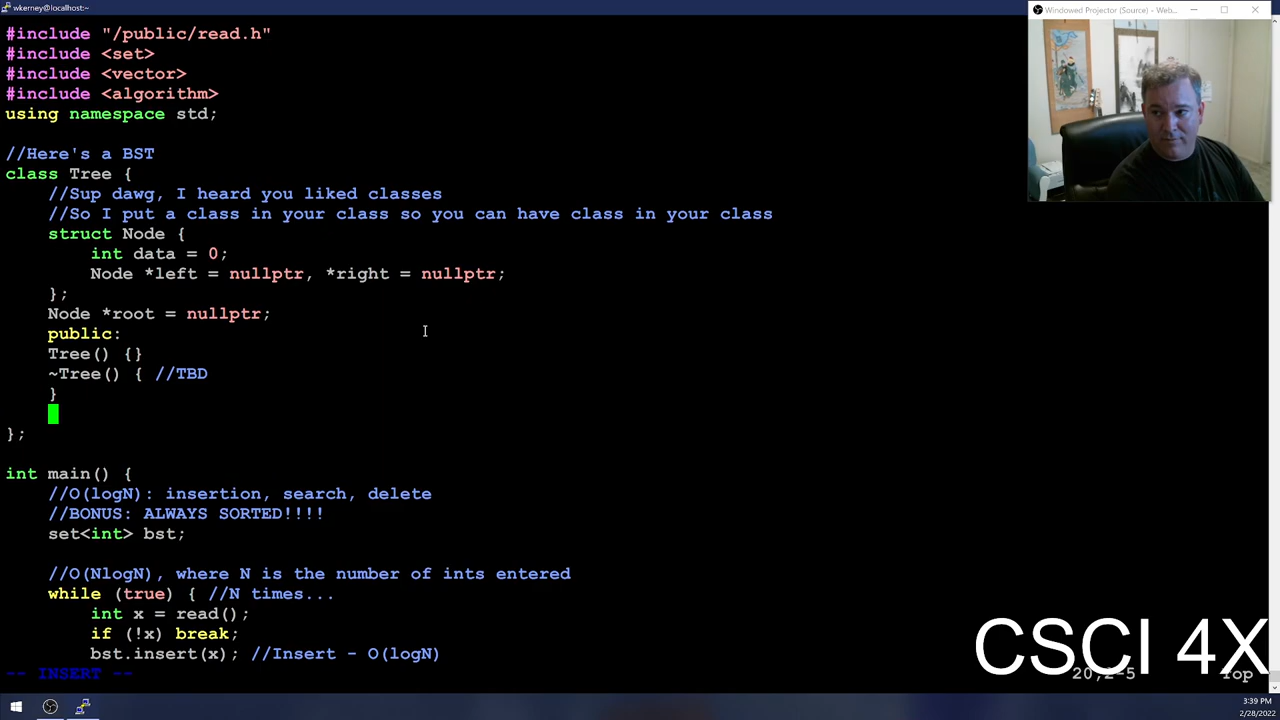 wkerney@localhost:~
Windowed Projector (Source) - Web...
#include "/public/read.h"
#include <set>
#include <vector>
#include <algorithm>
using namespace std;
//Here's a BST
class Tree {
//Sup dawg, I heard you liked classes
//So I put a class in your class so you can have class in your class
struct Node {
int data = 0;
Node *left = nullptr, *right = nullptr;
};
Node *root = nullptr;
public:
Tree() {}
~Tree() { //TBD
}
};
int main() {
//O(logN): insertion, search, delete
//BONUS: ALWAYS SORTED!!!!
set<int> bst;
//O(NlogN), where N is the number of ints entered
while (true) { //N times...
int x = read();
if (!x) break;
bst.insert(x); //Insert - O(logN)
-- INSERT --
CSCI 4X
20,2-5
Top
3:39 PM
2/28/2022